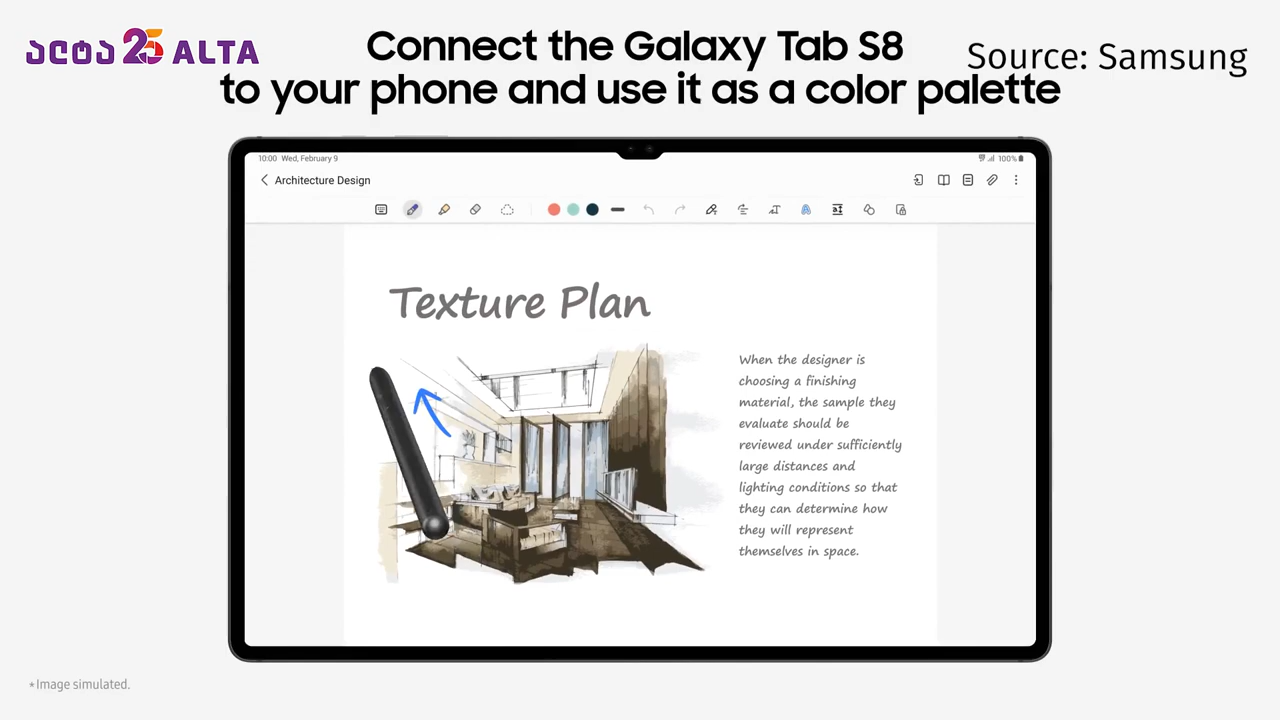 ალტა 25 ALTA
Connect the Galaxy Tab S8
Source: Samsung
to your phone and use it as a color palette
10:00 Wed, February 9
100%
Architecture Design
Texture Plan
When the designer is
choosing a finishing
material, the sample they
evaluate should be
reviewed under sufficiently
large distances and
lighting conditions so that
they can determine how
they will represent
themselves in space.
*Image simulated.